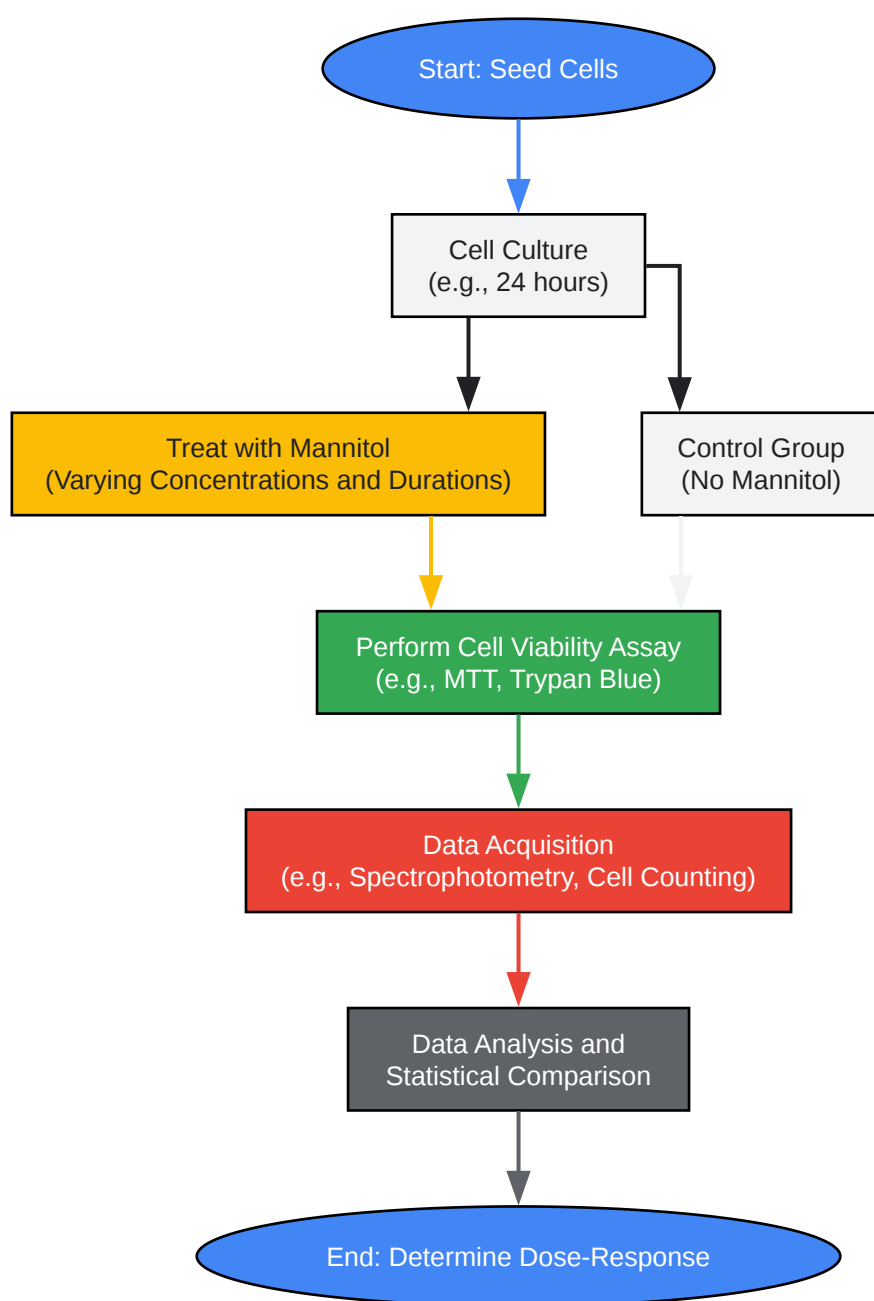 Start: Seed Cells
Cell Culture
(e.g., 24 hours)
Treat with Mannitol
(Varying Concentrations and Durations)
Control Group
(No Mannitol)
Perform Cell Viability Assay
(e.g., MTT, Trypan Blue)
Data Acquisition
(e.g., Spectrophotometry, Cell Counting)
Data Analysis and
Statistical Comparison
End: Determine Dose-Response